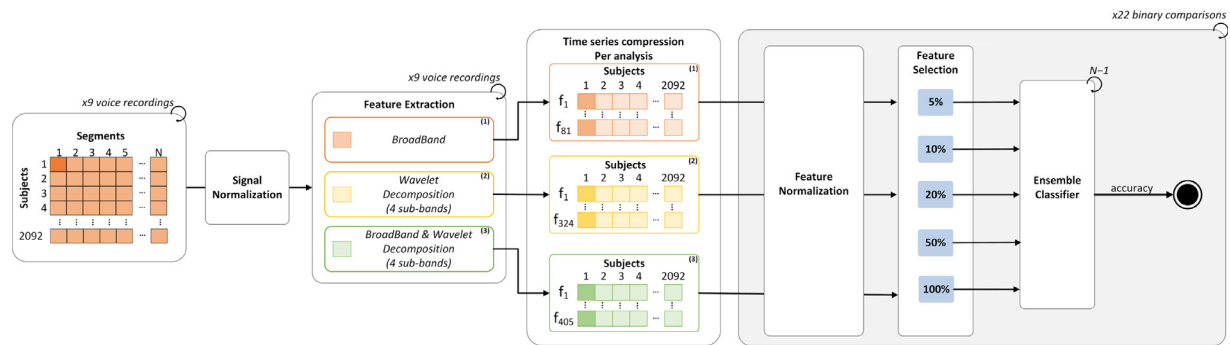 x9 voice recordings
Segments
1 2 3 4 5 ... N
Subjects
1
2 ...
3 ...
4 ...
⋮ ⋮ ⋮ ⋮ ⋮ ⋮
2092 ...
Signal
Normalization
x9 voice recordings
Feature Extraction
(1)
BroadBand
(2)
Wavelet
Decomposition
(4 sub-bands)
(3)
BroadBand & Wavelet
Decomposition
(4 sub-bands)
Time series compression
Per analysis
Subjects (1)
1 2 3 4 ... 2092
f1 ...
⋮ ⋮ ⋮ ⋮ ⋮
f81 ...
Subjects (2)
1 2 3 4 ... 2092
f1 ...
⋮ ⋮ ⋮ ⋮ ⋮
f324 ...
Subjects (3)
1 2 3 4 ... 2092
f1 ...
⋮ ⋮ ⋮ ⋮ ⋮
f405 ...
x22 binary comparisons
Feature
Normalization
Feature
Selection
5%
10%
20%
50%
100%
N−1
Ensemble
Classifier
accuracy